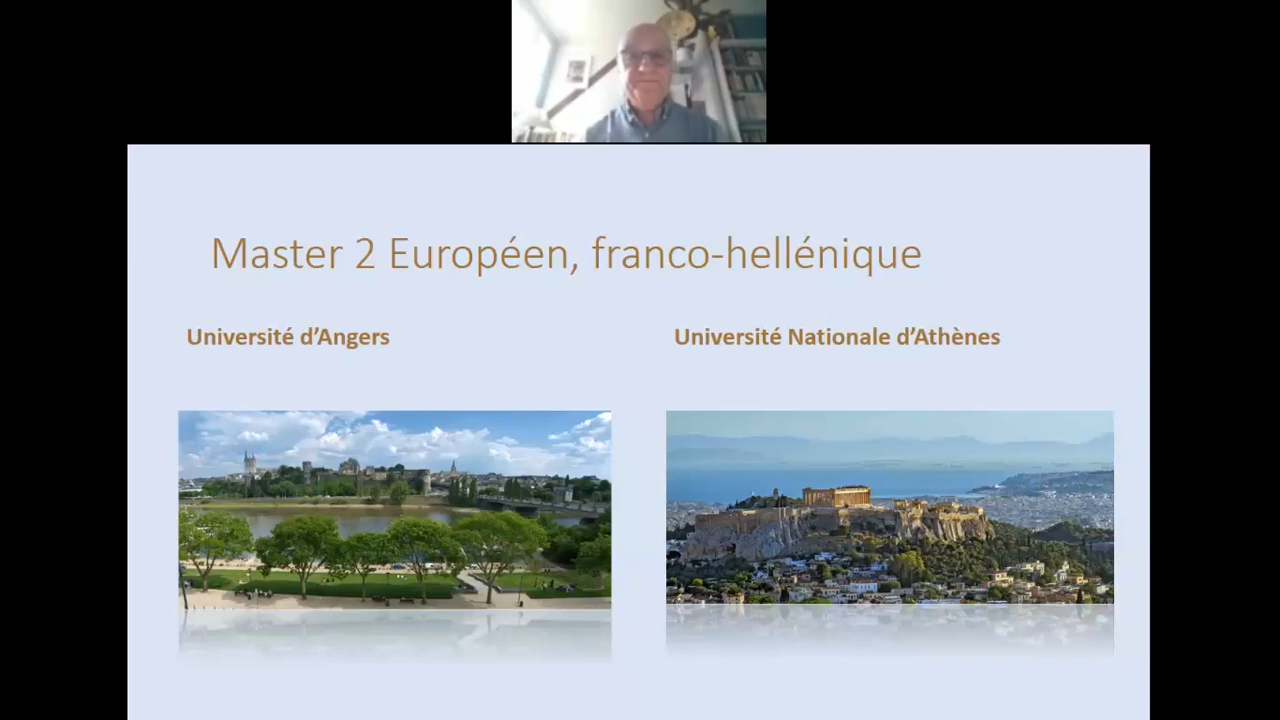 Master 2 Européen, franco-hellénique
Université d’Angers
Université Nationale d’Athènes